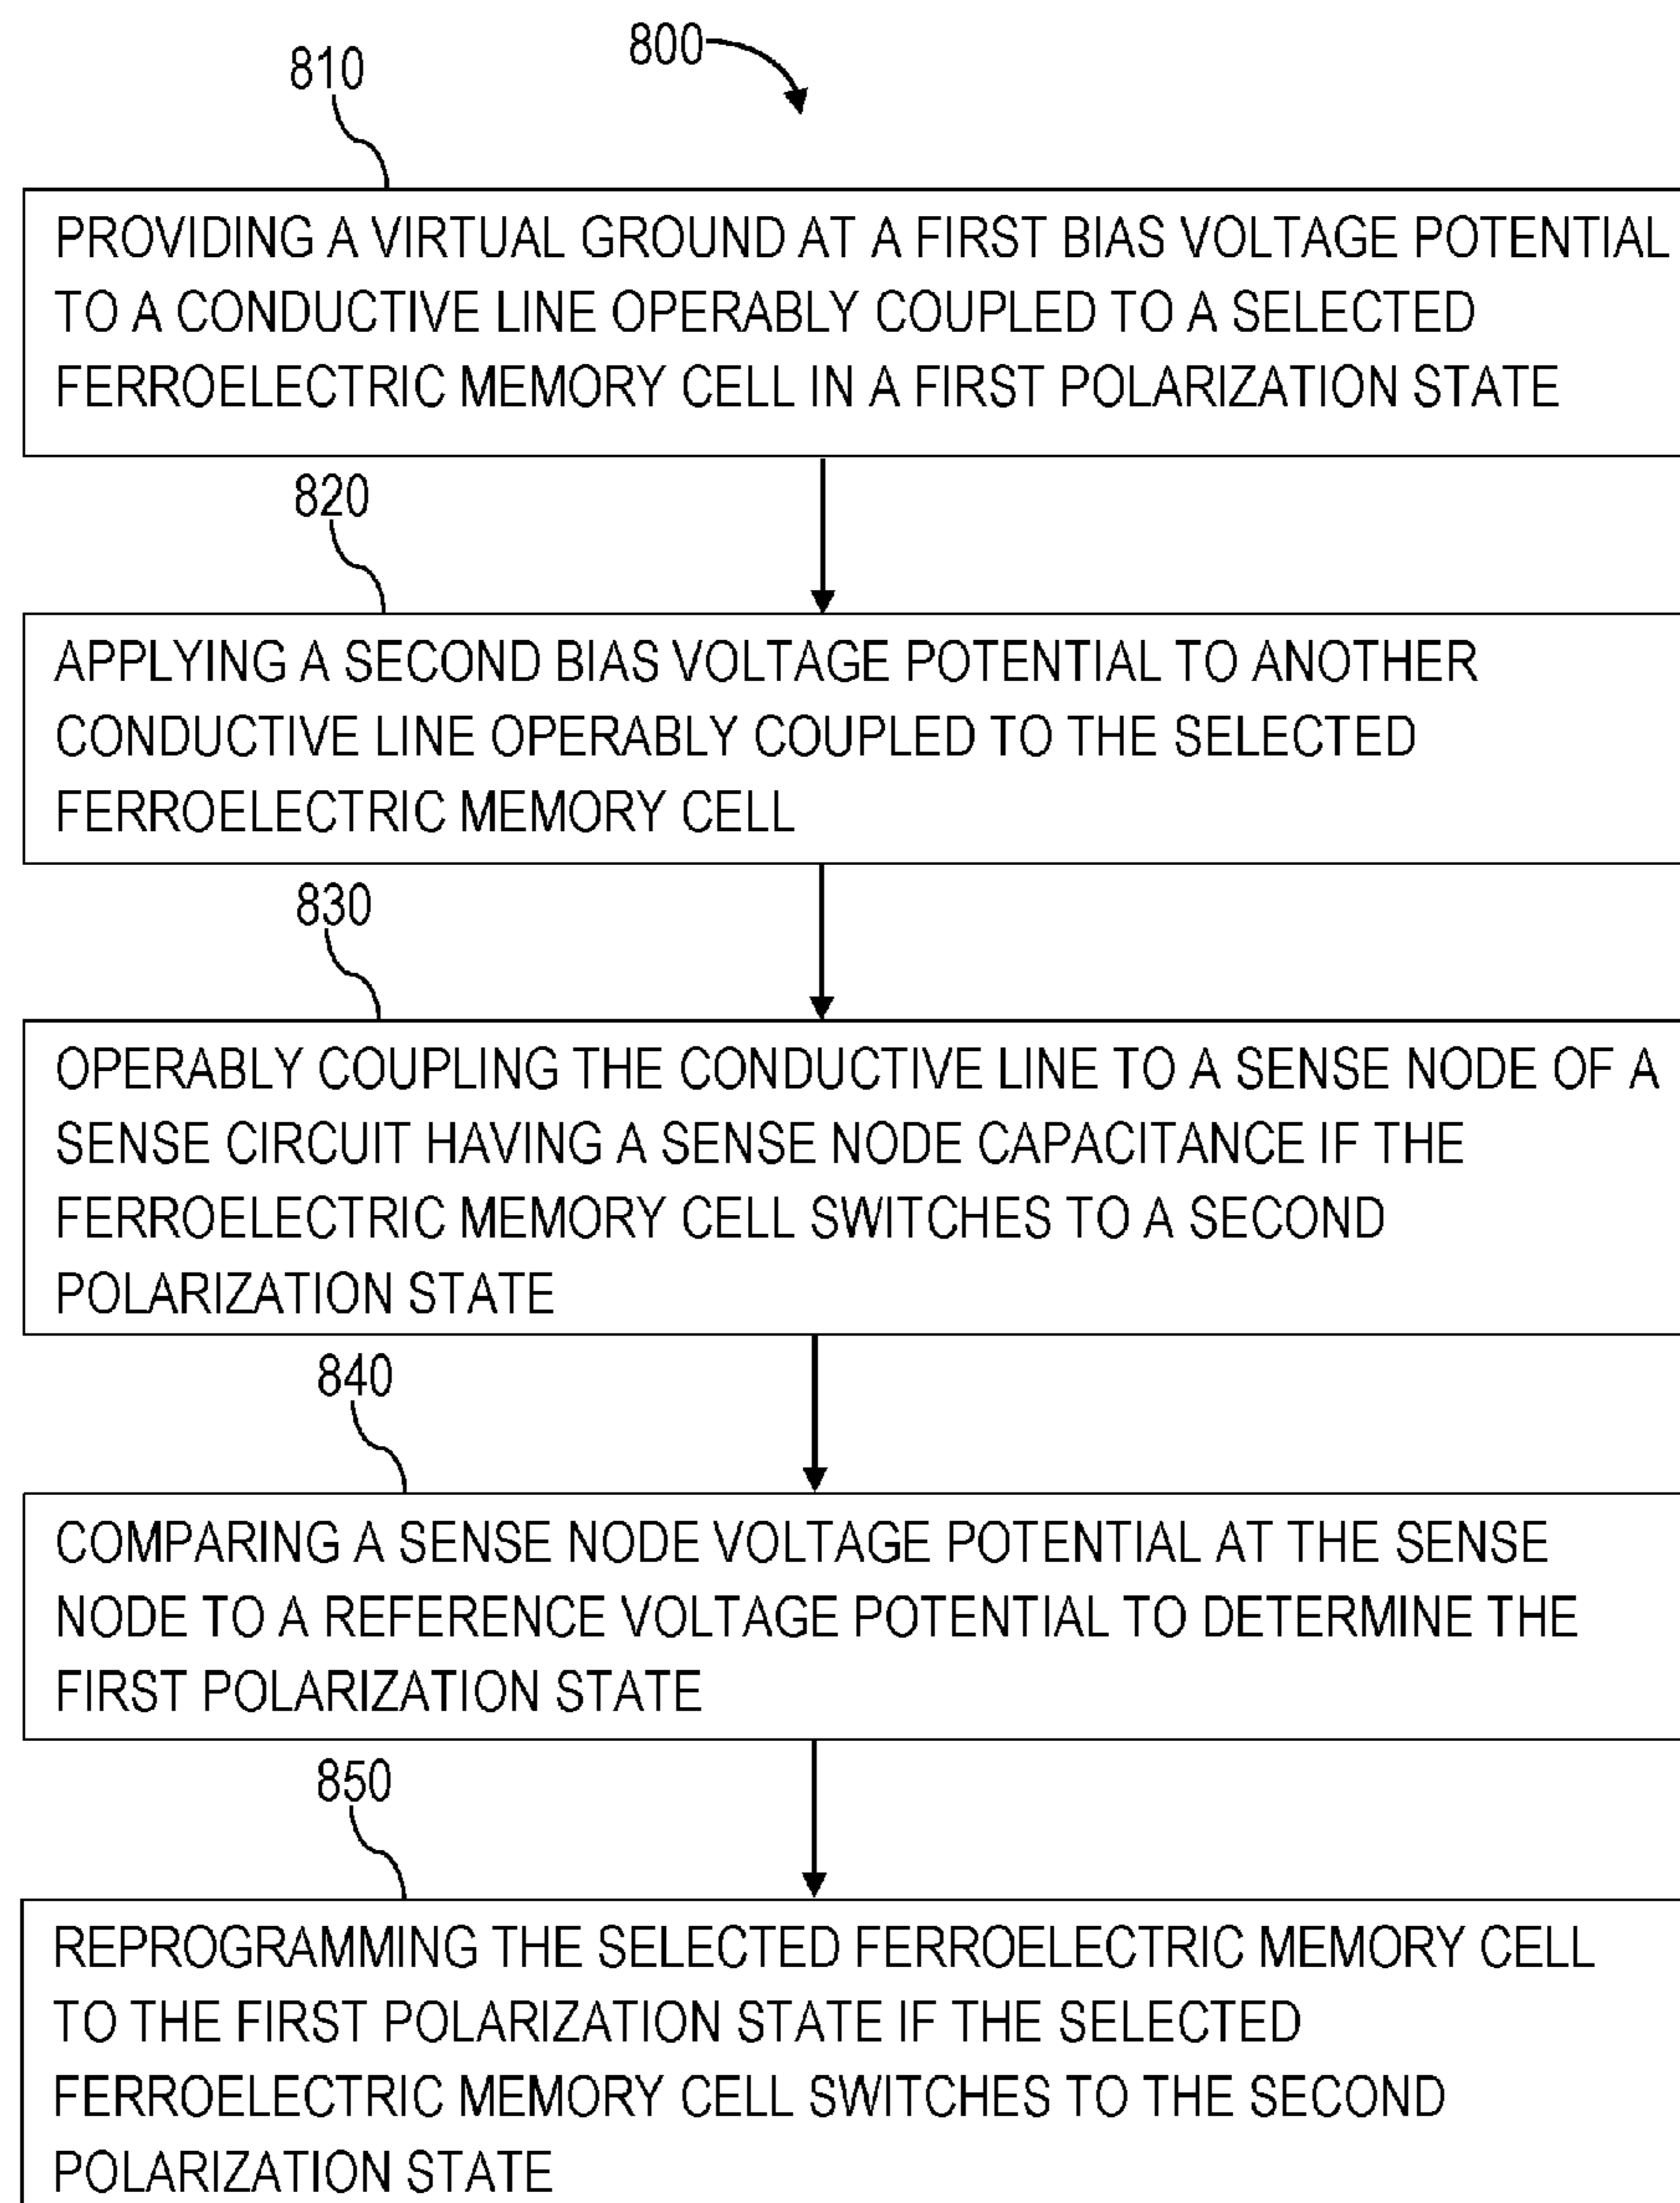 800
810
PROVIDING A VIRTUAL GROUND AT A FIRST BIAS VOLTAGE POTENTIAL
TO A CONDUCTIVE LINE OPERABLY COUPLED TO A SELECTED
FERROELECTRIC MEMORY CELL IN A FIRST POLARIZATION STATE
820
APPLYING A SECOND BIAS VOLTAGE POTENTIAL TO ANOTHER
CONDUCTIVE LINE OPERABLY COUPLED TO THE SELECTED
FERROELECTRIC MEMORY CELL
830
OPERABLY COUPLING THE CONDUCTIVE LINE TO A SENSE NODE OF A
SENSE CIRCUIT HAVING A SENSE NODE CAPACITANCE IF THE
FERROELECTRIC MEMORY CELL SWITCHES TO A SECOND
POLARIZATION STATE
840
COMPARING A SENSE NODE VOLTAGE POTENTIAL AT THE SENSE
NODE TO A REFERENCE VOLTAGE POTENTIAL TO DETERMINE THE
FIRST POLARIZATION STATE
850
REPROGRAMMING THE SELECTED FERROELECTRIC MEMORY CELL
TO THE FIRST POLARIZATION STATE IF THE SELECTED
FERROELECTRIC MEMORY CELL SWITCHES TO THE SECOND
POLARIZATION STATE